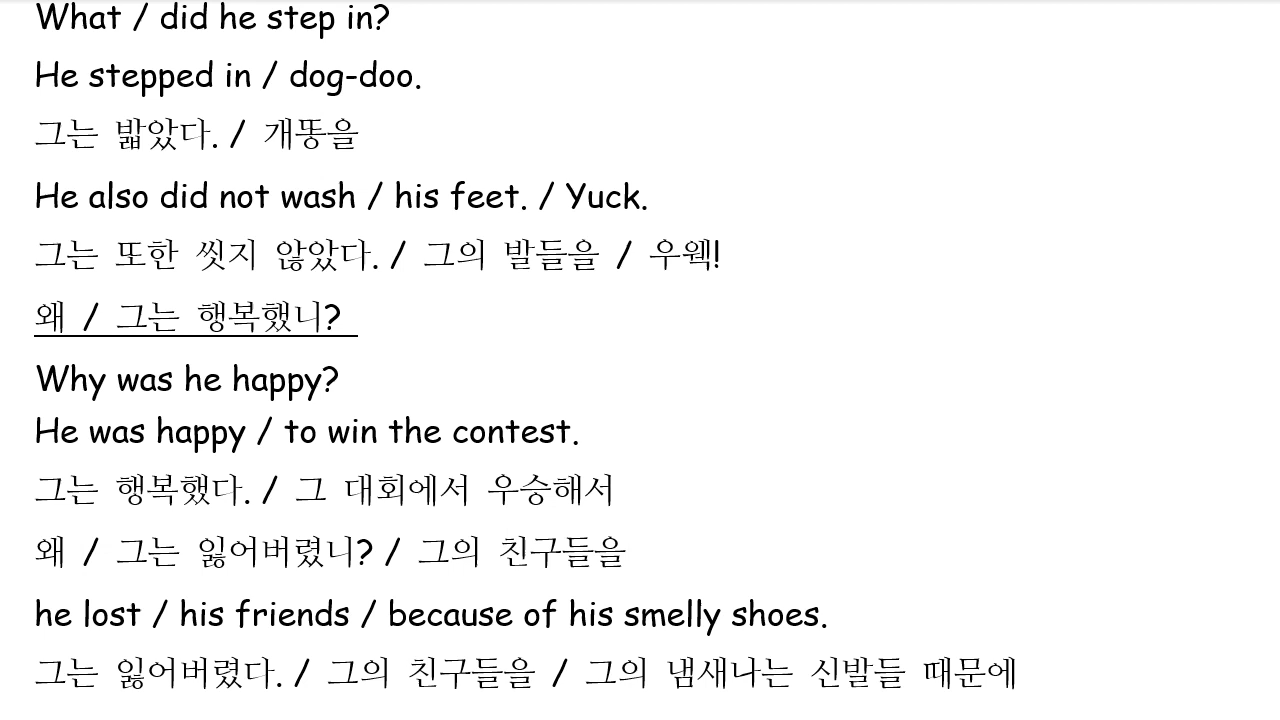 What / did he step in?
He stepped in / dog-doo.
그는 밟았다. / 개똥을
He also did not wash / his feet. / Yuck.
그는 또한 씻지 않았다. / 그의 발들을 / 우웩!
왜 / 그는 행복했니?
Why was he happy?
He was happy / to win the contest.
그는 행복했다. / 그 대회에서 우승해서
왜 / 그는 잃어버렸니? / 그의 친구들을
he lost / his friends / because of his smelly shoes.
그는 잃어버렸다. / 그의 친구들을 / 그의 냄새나는 신발들 때문에